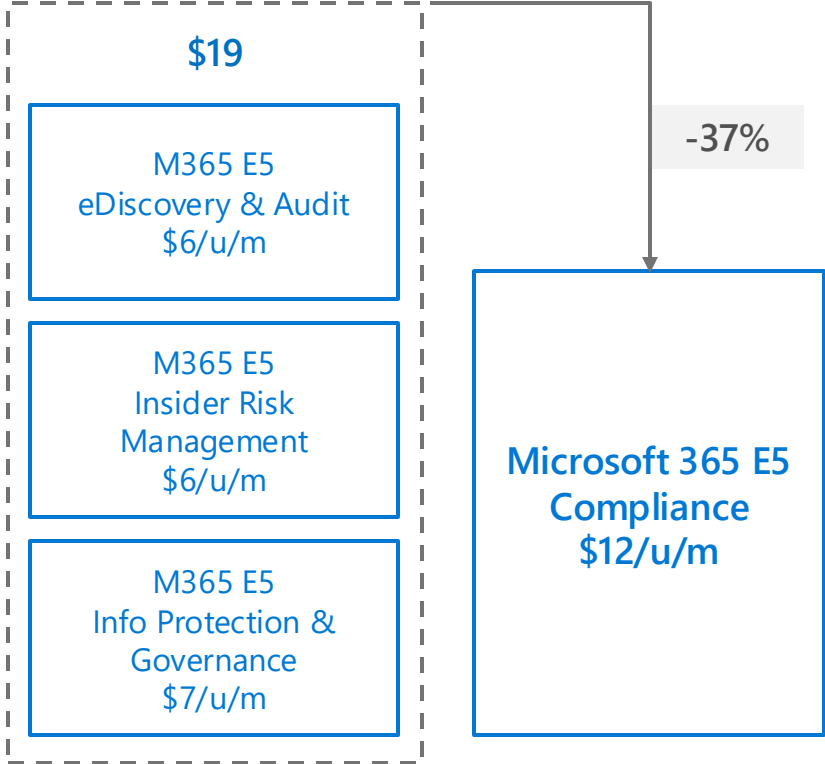 $19
M365 E5
eDiscovery & Audit
$6/u/m
M365 E5
Insider Risk
Management
$6/u/m
M365 E5
Info Protection &
Governance
$7/u/m
-37%
Microsoft 365 E5
Compliance
$12/u/m